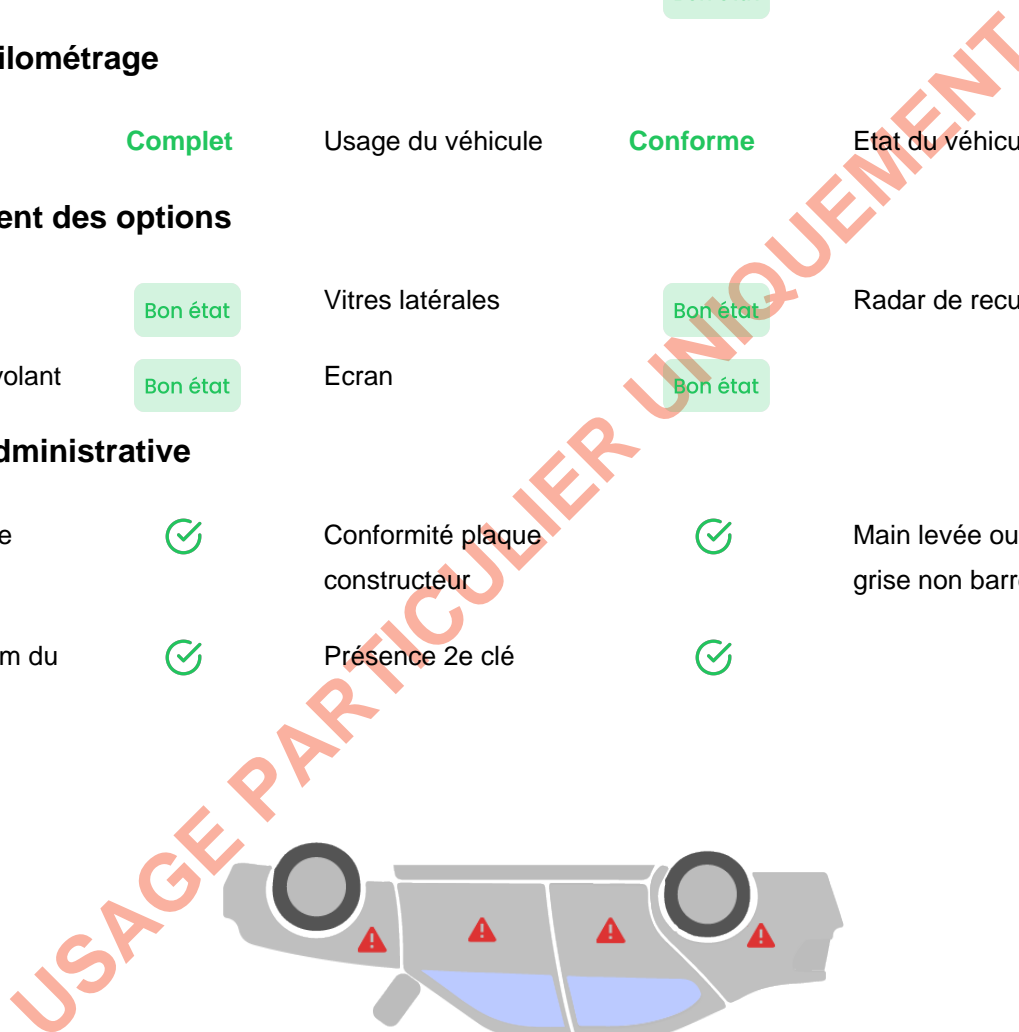 ilométrage
Complet Usage du véhicule Conforme Etat du véhicu
ent des options
Bon état Vitres latérales Bon état Radar de recu
volant Bon état Ecran Bon état
dministrative
e Conformité plaque Main levée ou
constructeur grise non barr
m du Présence 2e clé
USAGE PARTICULIER UNIQUEMENT